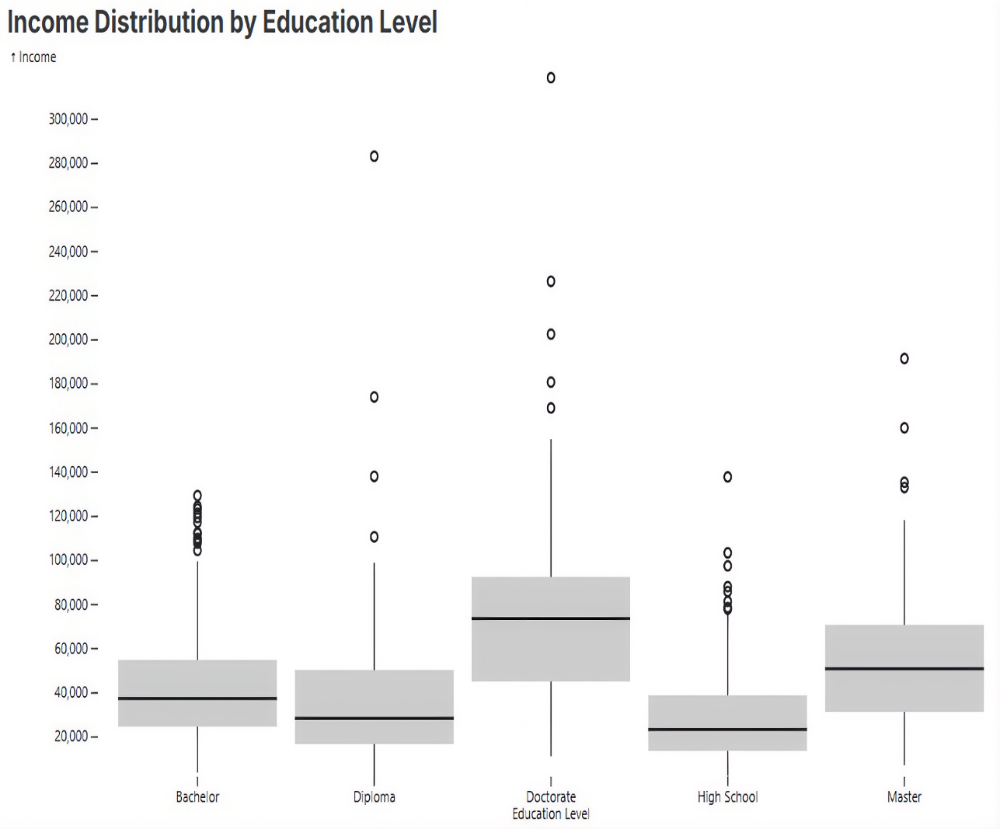 Income Distribution by Education Level
↑ Income
300,000
280,000
260,000
240,000
220,000
200,000
180,000
160,000
140,000
120,000
100,000
80,000
60,000
40,000
20,000
Bachelor
Diploma
Doctorate
High School
Master
Education Level